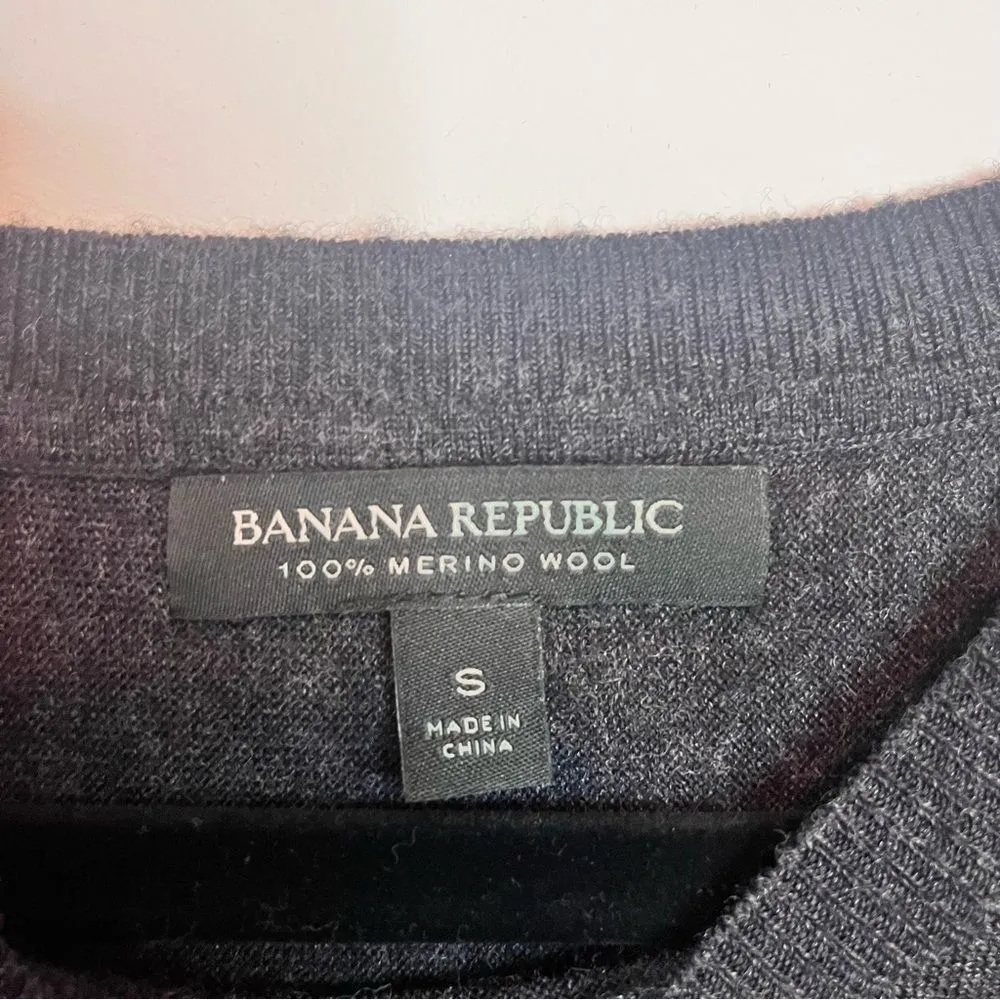 BANANA REPUBLIC
100% MERINO WOOL
S
MADE IN
CHINA